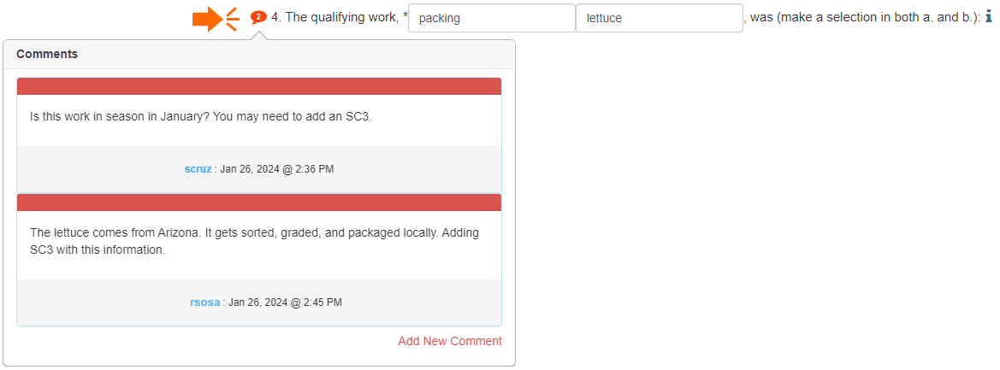 2 4. The qualifying work, * packing lettuce , was (make a selection in both a. and b.): i
Comments
Is this work in season in January? You may need to add an SC3.
scruz : Jan 26, 2024 @ 2:36 PM
The lettuce comes from Arizona. It gets sorted, graded, and packaged locally. Adding
SC3 with this information.
rsosa : Jan 26, 2024 @ 2:45 PM
Add New Comment